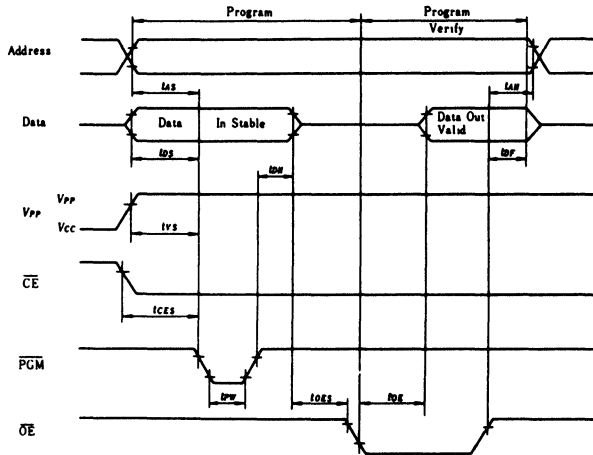 Program Program
Verify
Address
tAS tAH
Data Data In Stable Data Out
Valid
tDS tDH tDF
VPP VPP
VCC tVS
CE
tCES
PGM
tPW tOES tOE
OE